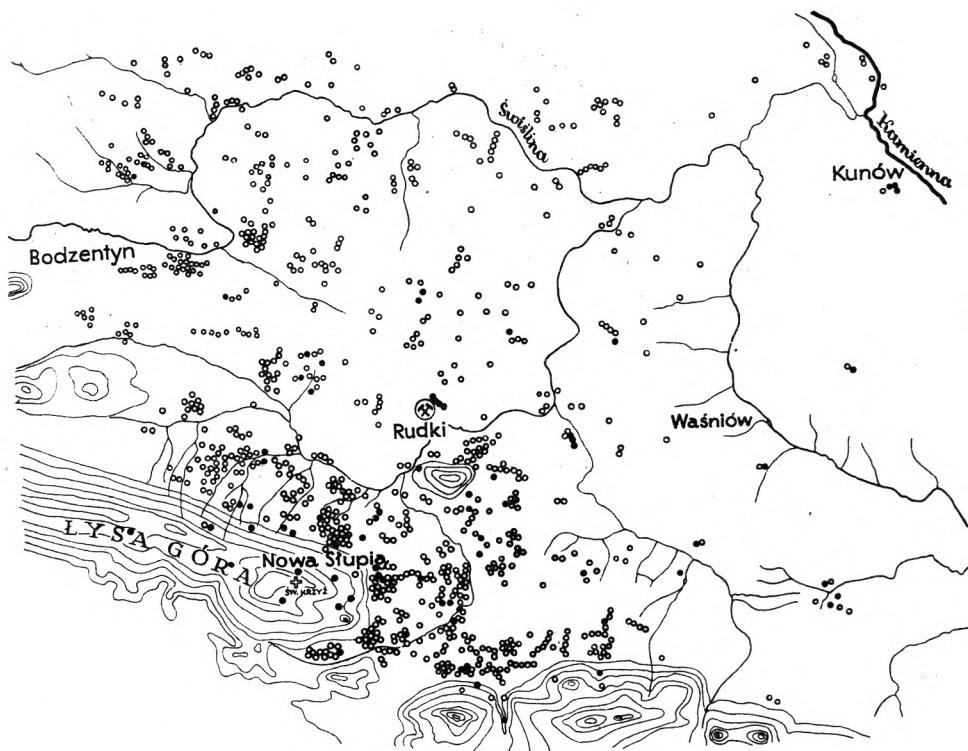 Świślina
Kamienna
Kunów
Bodzentyn
Rudki
Waśniów
ŁYSA GÓRA
Nowa Słupia
ŚW. KRZYŻ